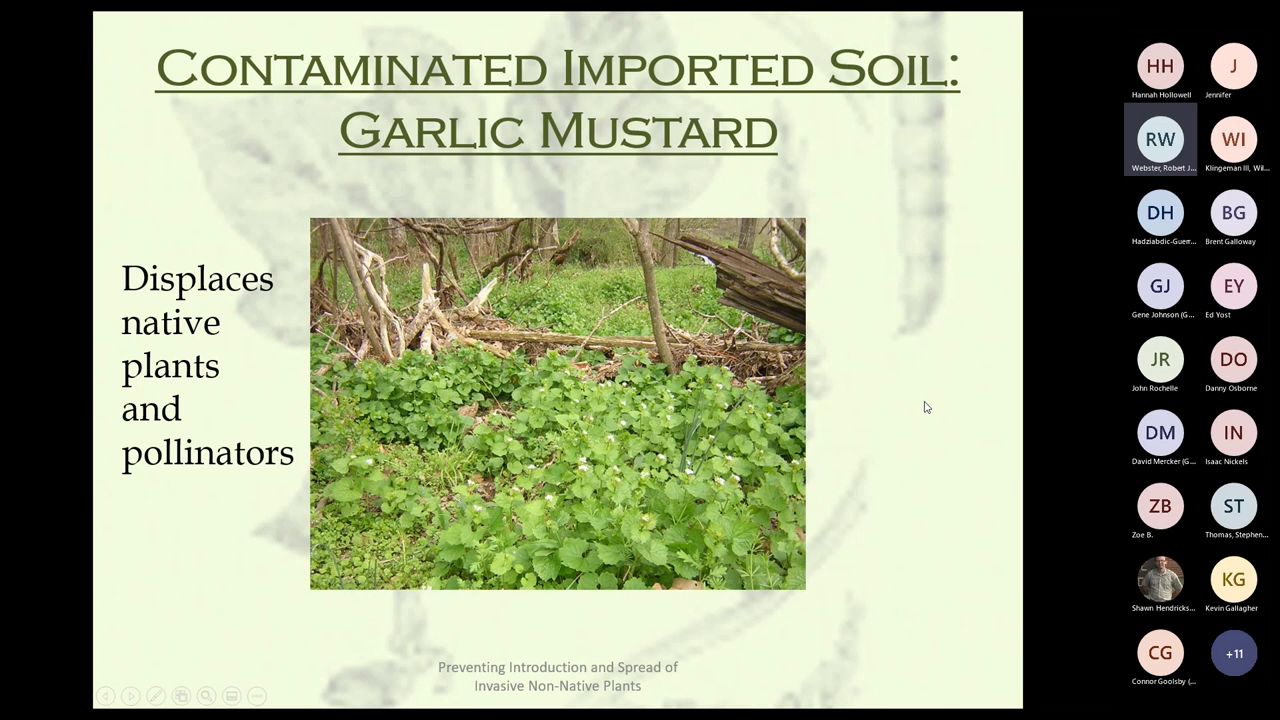 CONTAMINATED IMPORTED SOIL:
GARLIC MUSTARD
Displaces
native
plants
and
pollinators
Preventing Introduction and Spread of
Invasive Non-Native Plants
HH
Hannah Hollowell
J
Jennifer
RW
Webster, Robert J...
WI
Klingeman III, Wil...
DH
Hadziabdic-Guerr...
BG
Brent Galloway
GJ
Gene Johnson (G...
EY
Ed Yost
JR
John Rochelle
DO
Danny Osborne
DM
David Mercker (G...
IN
Isaac Nickels
ZB
Zoe B.
ST
Thomas, Stephen...
Shawn Hendricks...
KG
Kevin Gallagher
CG
Connor Goolsby (...
+11